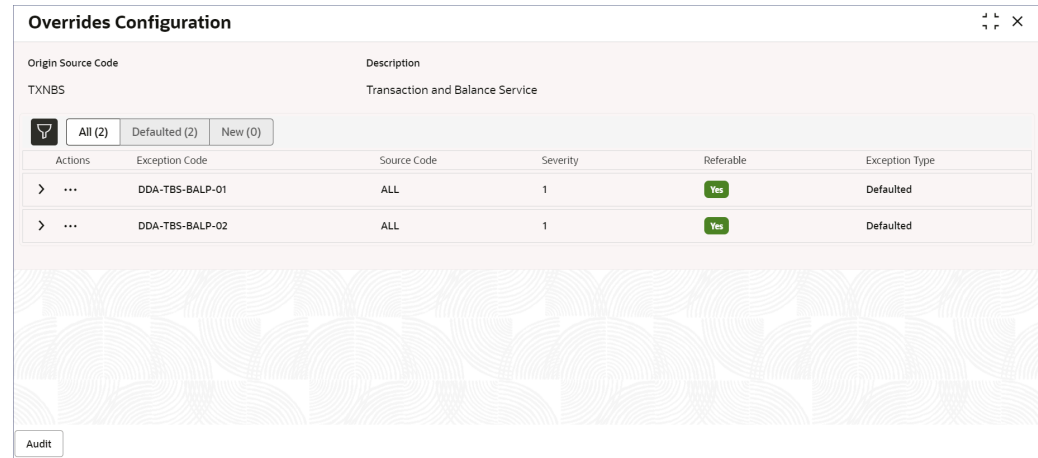 Overrides Configuration
Origin Source Code Description
TXNBS Transaction and Balance Service
All (2) Defaulted (2) New (0)
Actions Exception Code Source Code Severity Referable Exception Type
DDA-TBS-BALP-01 ALL 1 Yes Defaulted
DDA-TBS-BALP-02 ALL 1 Yes Defaulted
Audit